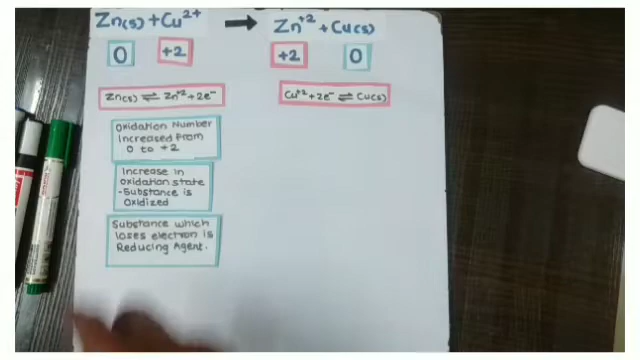 Zn(s) + Cu²⁺ → Zn⁺² + Cu(s)
0 +2 +2 0
Zn(s) ⇌ Zn⁺² + 2e⁻
Cu⁺² + 2e⁻ ⇌ Cu(s)
Oxidation Number
Increased From
0 to +2
Increase in
oxidation state
-Substance is
Oxidized
Substance which
loses electron is
Reducing Agent.